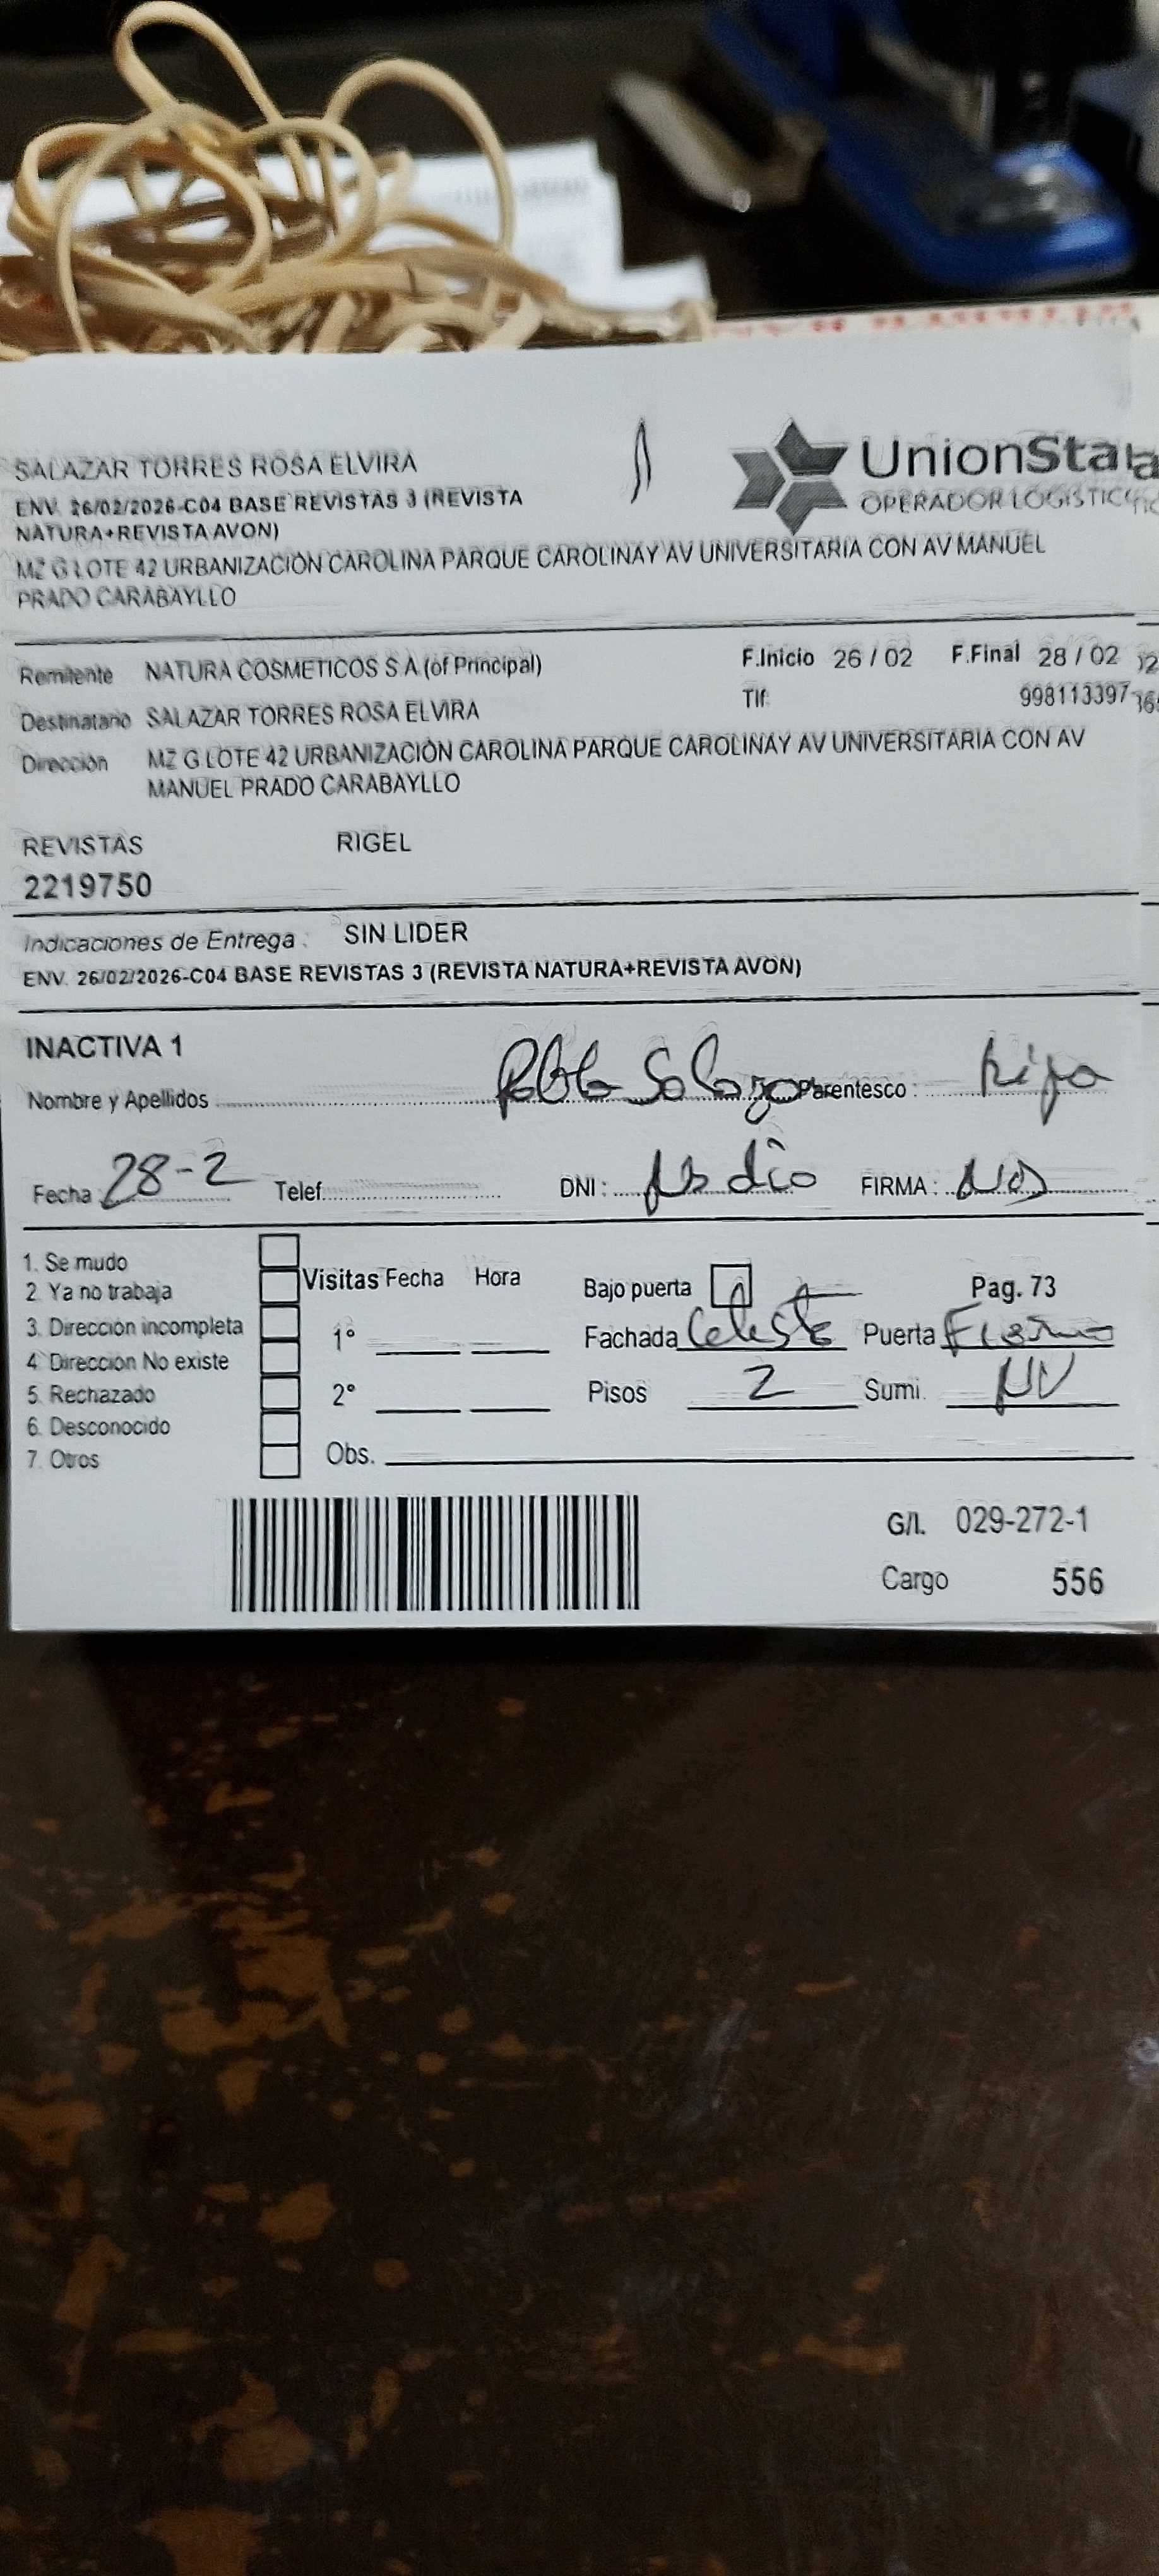 SALAZAR TORRES ROSA ELVIRA
ENV. 26/02/2026-C04 BASE REVISTAS 3 (REVISTA
NATURA+REVISTA AVON)
MZ G LOTE 42 URBANIZACIÓN CAROLINA PARQUE CAROLINAY AV UNIVERSITARIA CON AV MANUEL
PRADO CARABAYLLO
UnionSta
OPERADOR LOGISTIC
Remitente NATURA COSMETICOS S A (of Principal) F.Inicio 26 / 02 F.Final 28 / 02
Destinatario SALAZAR TORRES ROSA ELVIRA Tlf: 998113397
Dirección MZ G LOTE 42 URBANIZACIÓN CAROLINA PARQUE CAROLINAY AV UNIVERSITARIA CON AV
MANUEL PRADO CARABAYLLO
REVISTAS RIGEL
2219750
Indicaciones de Entrega : SIN LIDER
ENV. 26/02/2026-C04 BASE REVISTAS 3 (REVISTA NATURA+REVISTA AVON)
INACTIVA 1
Nombre y Apellidos Salazar Parentesco : hija
Fecha 28-2 Telef. DNI : No dio FIRMA :
1. Se mudo
2. Ya no trabaja
3. Dirección incompleta
4. Dirección No existe
5. Rechazado
6. Desconocido
7. Otros
Visitas Fecha Hora
1°
2°
Obs.
Bajo puerta Pag. 73
Fachada Celeste Puerta Fierro
Pisos 2 Sumi. NV
G/I. 029-272-1
Cargo 556